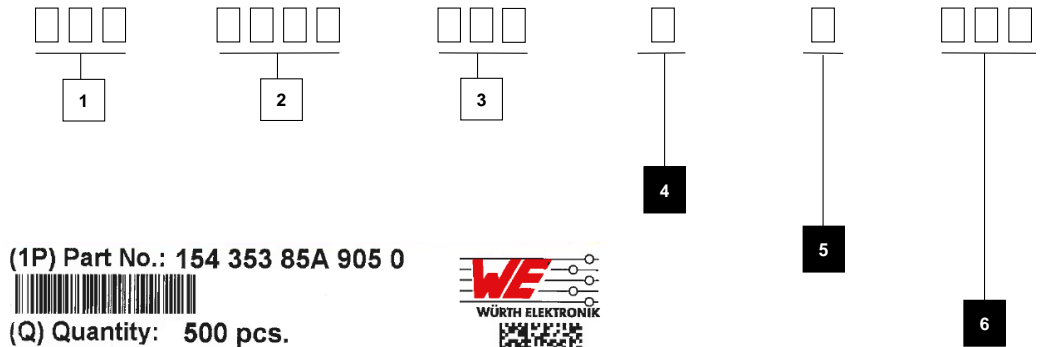 1
2
3
4
5
6
(1P) Part No.: 154 353 85A 905 0
WE
WÜRTH ELEKTRONIK
(Q) Quantity: 500 pcs.